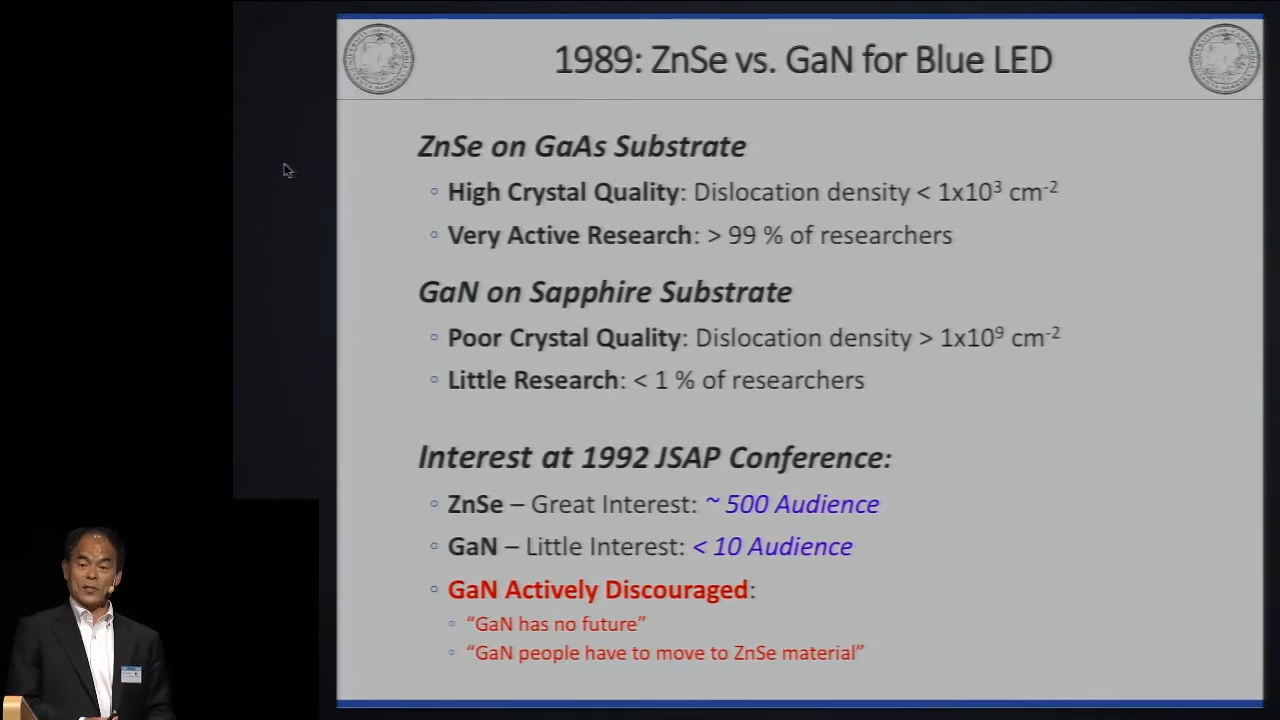 1989: ZnSe vs. GaN for Blue LED
ZnSe on GaAs Substrate
◦ High Crystal Quality: Dislocation density < 1x10³ cm⁻²
◦ Very Active Research: > 99 % of researchers
GaN on Sapphire Substrate
◦ Poor Crystal Quality: Dislocation density > 1x10⁹ cm⁻²
◦ Little Research: < 1 % of researchers
Interest at 1992 JSAP Conference:
◦ ZnSe – Great Interest: ~ 500 Audience
◦ GaN – Little Interest: < 10 Audience
◦ GaN Actively Discouraged:
◦ “GaN has no future”
◦ “GaN people have to move to ZnSe material”